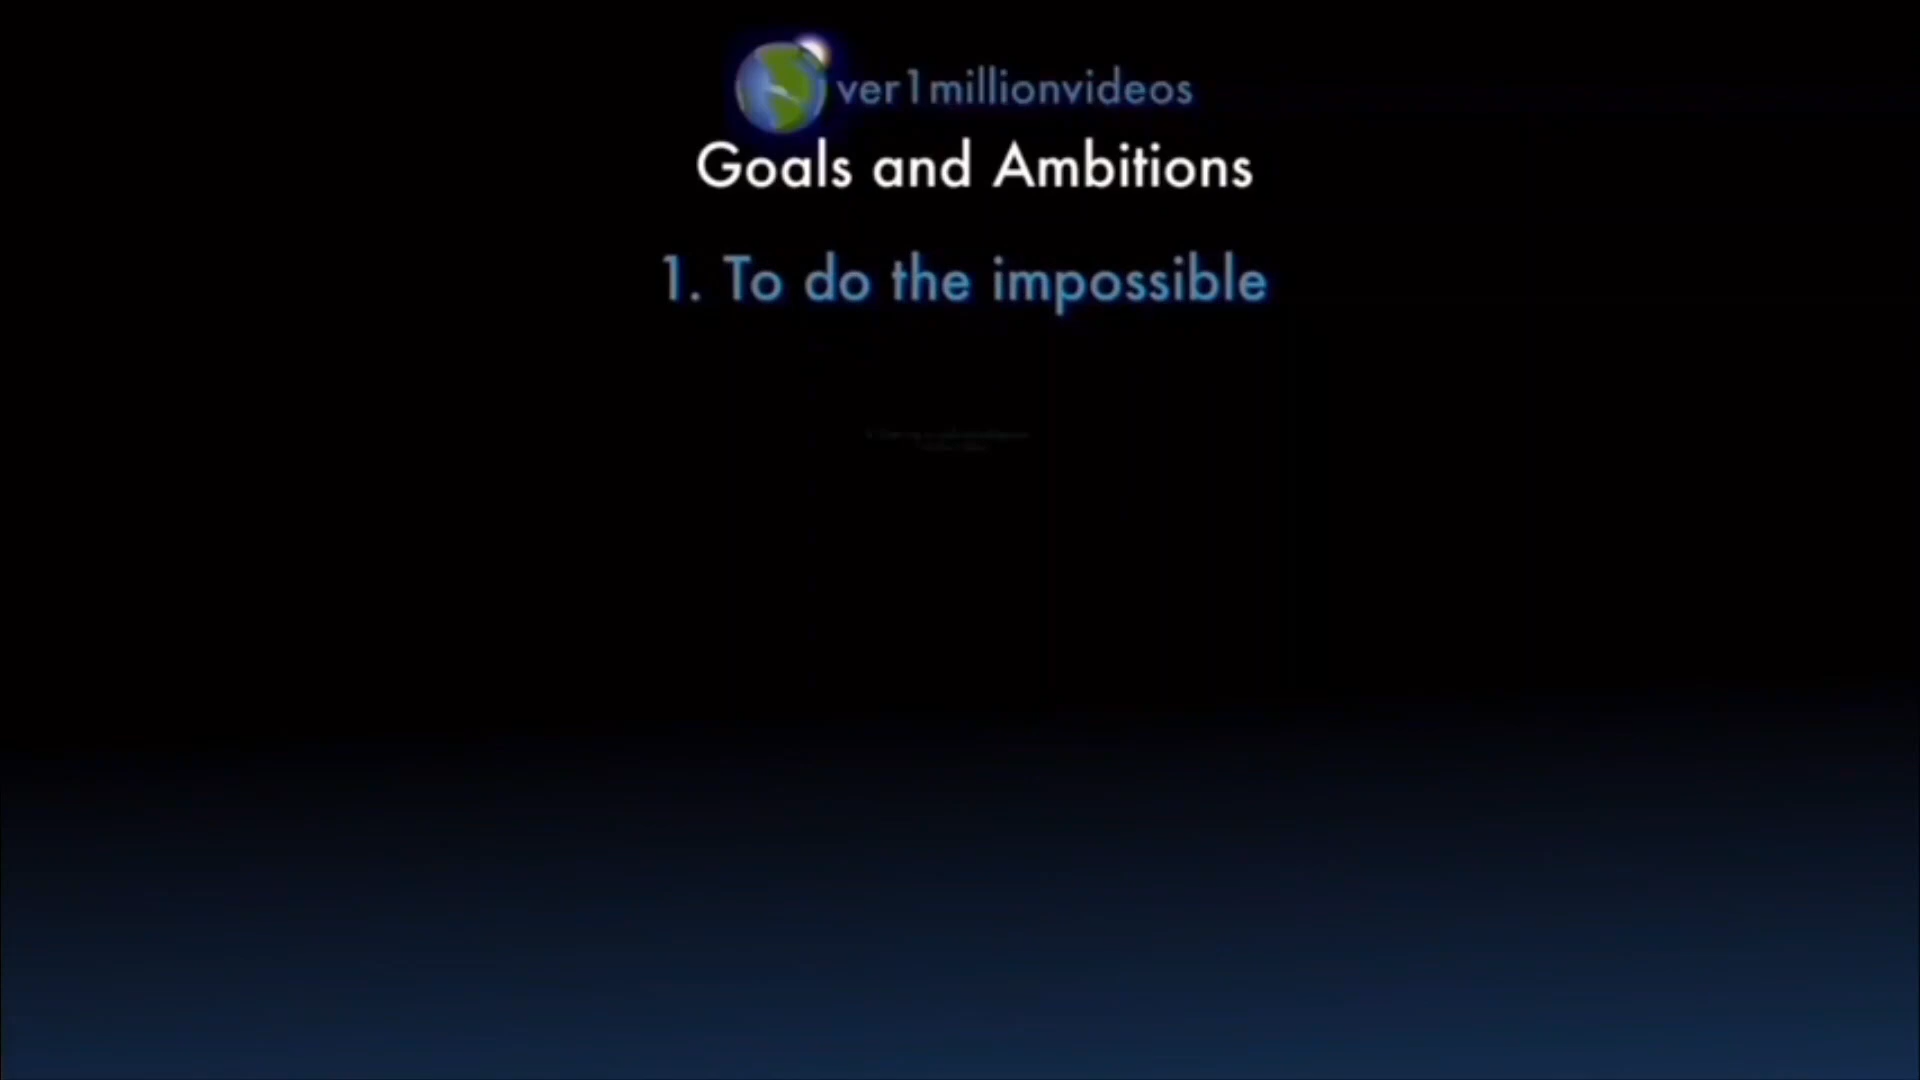 ver1millionvideos
Goals and Ambitions
1. To do the impossible